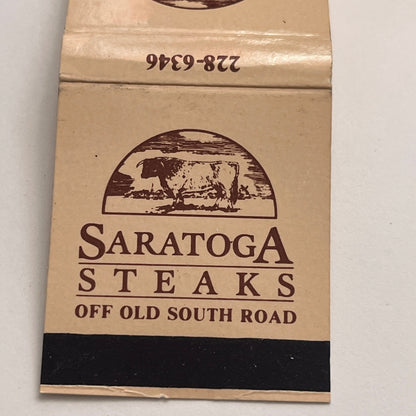 228-6346
SARATOGA
STEAKS
OFF OLD SOUTH ROAD